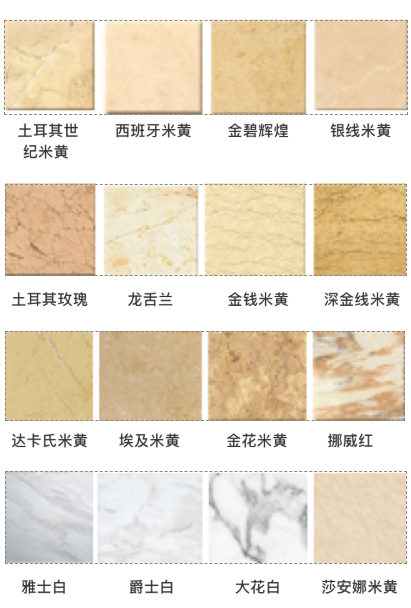 土耳其世
纪米黄
西班牙米黄
金碧辉煌
银线米黄
土耳其玫瑰
龙舌兰
金钱米黄
深金线米黄
达卡氏米黄
埃及米黄
金花米黄
挪威红
雅士白
爵士白
大花白
莎安娜米黄